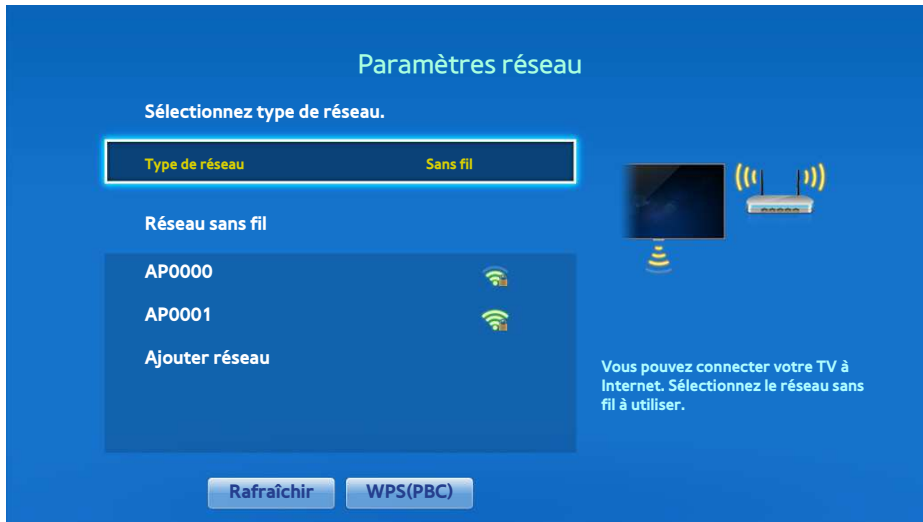 Paramètres réseau
Sélectionnez type de réseau.
Type de réseau Sans fil
Réseau sans fil
AP0000
AP0001
Ajouter réseau
Vous pouvez connecter votre TV à
Internet. Sélectionnez le réseau sans
fil à utiliser.
Rafraîchir WPS(PBC)